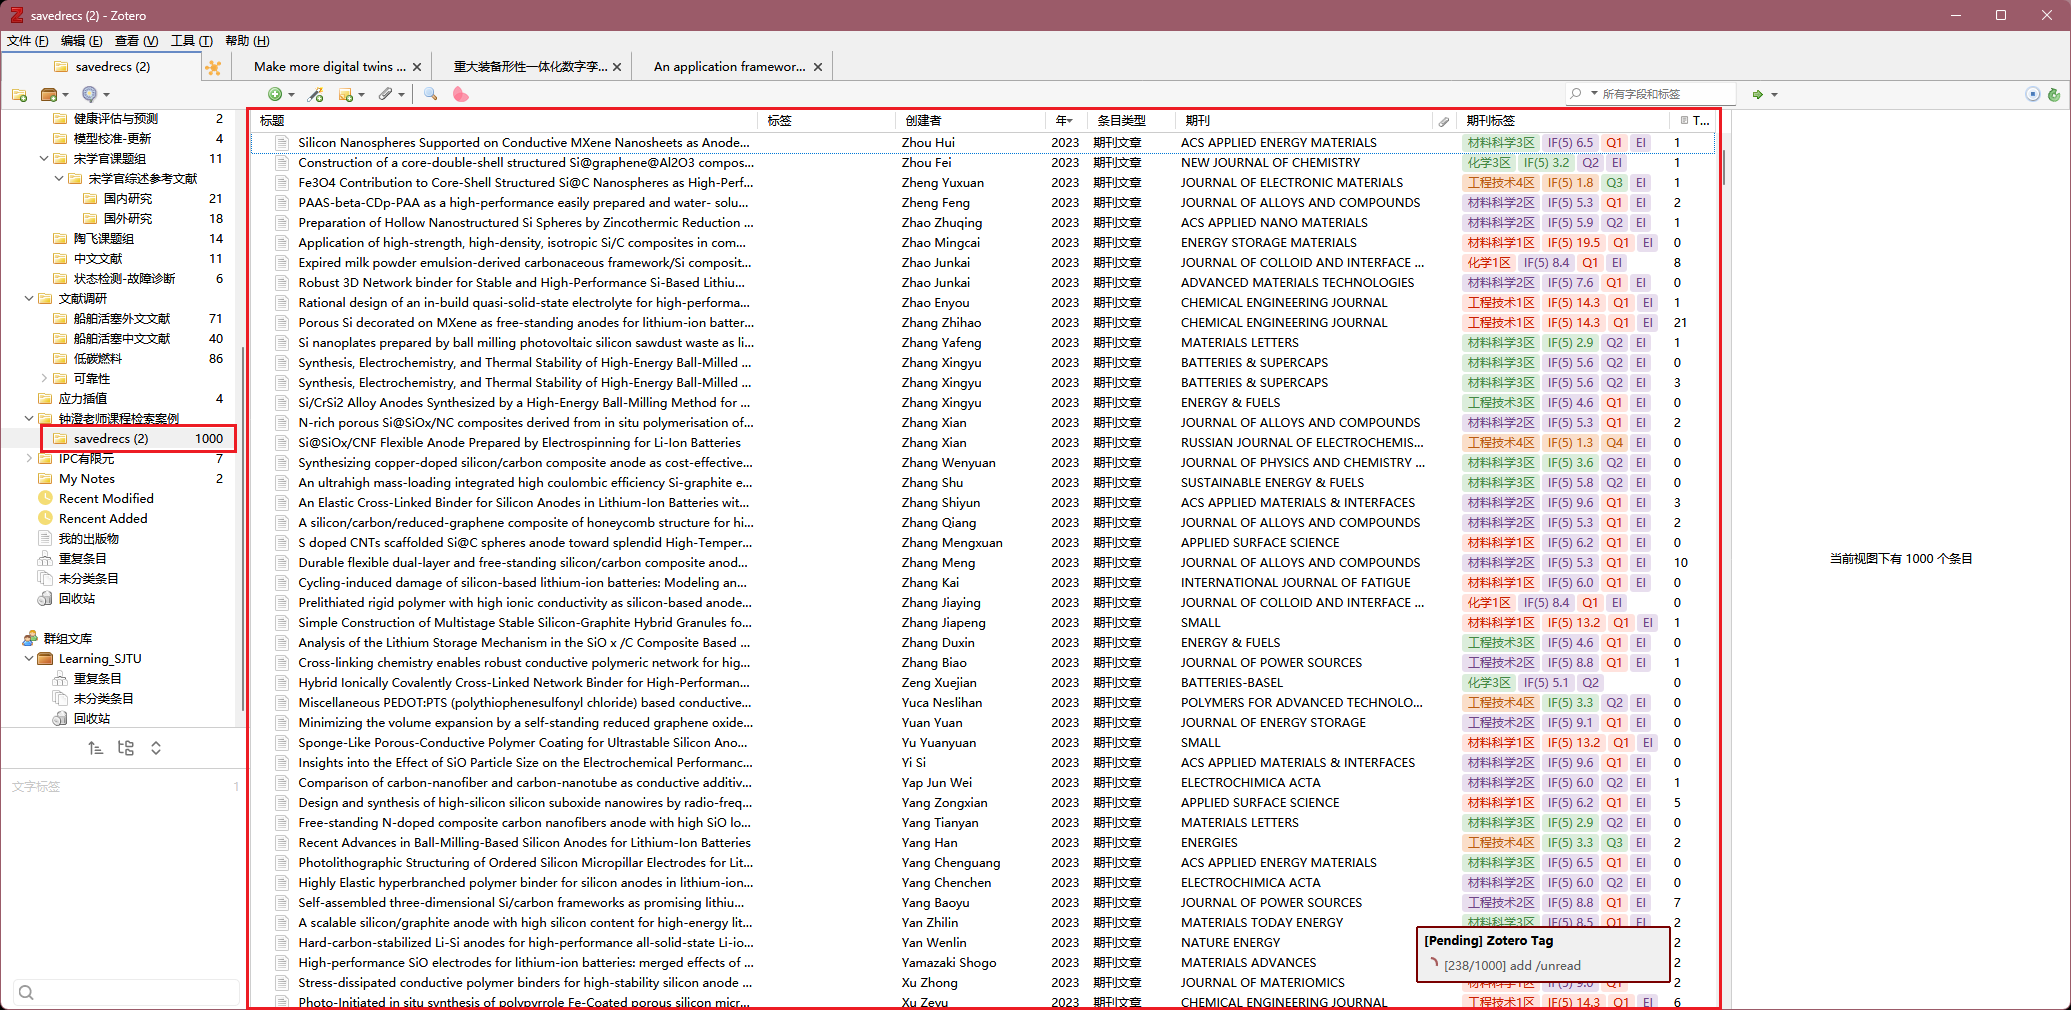 savedrecs (2) - Zotero
文件 (F) 编辑 (E) 查看 (V) 工具 (T) 帮助 (H)
savedrecs (2) Make more digital twins ... 重大装备形性一体化数字孪... An application framewor...
所有字段和标签
健康评估与预测 2
模型校准-更新 4
宋学官课题组 11
宋学官综述参考文献
国内研究 21
国外研究 18
陶飞课题组 14
中文文献 11
状态检测-故障诊断 6
文献调研
船舶活塞外文文献 71
船舶活塞中文文献 40
低碳燃料 86
可靠性
应力插值 4
钟澄老师课程检索案例
savedrecs (2) 1000
IPC有限元 7
My Notes 2
Recent Modified
Rencent Added
我的出版物
重复条目
未分类条目
回收站
群组文库
Learning_SJTU
重复条目
未分类条目
回收站
文字标签 1
标题 标签 创建者 年 条目类型 期刊 期刊标签 T...
Silicon Nanospheres Supported on Conductive MXene Nanosheets as Anode... Zhou Hui 2023 期刊文章 ACS APPLIED ENERGY MATERIALS 材料科学3区 IF(5) 6.5 Q1 EI 1
Construction of a core-double-shell structured Si@graphene@Al2O3 compos... Zhou Fei 2023 期刊文章 NEW JOURNAL OF CHEMISTRY 化学3区 IF(5) 3.2 Q2 EI 1
Fe3O4 Contribution to Core-Shell Structured Si@C Nanospheres as High-Perf... Zheng Yuxuan 2023 期刊文章 JOURNAL OF ELECTRONIC MATERIALS 工程技术4区 IF(5) 1.8 Q3 EI 1
PAAS-beta-CDp-PAA as a high-performance easily prepared and water- solu... Zheng Feng 2023 期刊文章 JOURNAL OF ALLOYS AND COMPOUNDS 材料科学2区 IF(5) 5.3 Q1 EI 2
Preparation of Hollow Nanostructured Si Spheres by Zincothermic Reduction ... Zhao Zhuqing 2023 期刊文章 ACS APPLIED NANO MATERIALS 材料科学2区 IF(5) 5.9 Q2 EI 1
Application of high-strength, high-density, isotropic Si/C composites in com... Zhao Mingcai 2023 期刊文章 ENERGY STORAGE MATERIALS 材料科学1区 IF(5) 19.5 Q1 EI 0
Expired milk powder emulsion-derived carbonaceous framework/Si composit... Zhao Junkai 2023 期刊文章 JOURNAL OF COLLOID AND INTERFACE ... 化学1区 IF(5) 8.4 Q1 EI 8
Robust 3D Network binder for Stable and High-Performance Si-Based Lithiu... Zhao Junkai 2023 期刊文章 ADVANCED MATERIALS TECHNOLOGIES 材料科学2区 IF(5) 7.6 Q1 EI 0
Rational design of an in-build quasi-solid-state electrolyte for high-performa... Zhao Enyou 2023 期刊文章 CHEMICAL ENGINEERING JOURNAL 工程技术1区 IF(5) 14.3 Q1 EI 1
Porous Si decorated on MXene as free-standing anodes for lithium-ion batter... Zhang Zhihao 2023 期刊文章 CHEMICAL ENGINEERING JOURNAL 工程技术1区 IF(5) 14.3 Q1 EI 21
Si nanoplates prepared by ball milling photovoltaic silicon sawdust waste as li... Zhang Yafeng 2023 期刊文章 MATERIALS LETTERS 材料科学3区 IF(5) 2.9 Q2 EI 1
Synthesis, Electrochemistry, and Thermal Stability of High-Energy Ball-Milled ... Zhang Xingyu 2023 期刊文章 BATTERIES & SUPERCAPS 材料科学3区 IF(5) 5.6 Q2 EI 0
Synthesis, Electrochemistry, and Thermal Stability of High-Energy Ball-Milled ... Zhang Xingyu 2023 期刊文章 BATTERIES & SUPERCAPS 材料科学3区 IF(5) 5.6 Q2 EI 3
Si/CrSi2 Alloy Anodes Synthesized by a High-Energy Ball-Milling Method for ... Zhang Xingyu 2023 期刊文章 ENERGY & FUELS 工程技术3区 IF(5) 4.6 Q1 EI 0
N-rich porous Si@SiOx/NC composites derived from in situ polymerisation of... Zhang Xian 2023 期刊文章 JOURNAL OF ALLOYS AND COMPOUNDS 材料科学2区 IF(5) 5.3 Q1 EI 2
Si@SiOx/CNF Flexible Anode Prepared by Electrospinning for Li-Ion Batteries Zhang Xian 2023 期刊文章 RUSSIAN JOURNAL OF ELECTROCHEMIS... 工程技术4区 IF(5) 1.3 Q4 EI 0
Synthesizing copper-doped silicon/carbon composite anode as cost-effective... Zhang Wenyuan 2023 期刊文章 JOURNAL OF PHYSICS AND CHEMISTRY ... 材料科学3区 IF(5) 3.6 Q2 EI 0
An ultrahigh mass-loading integrated high coulombic efficiency Si-graphite e... Zhang Shu 2023 期刊文章 SUSTAINABLE ENERGY & FUELS 材料科学3区 IF(5) 5.8 Q2 EI 0
An Elastic Cross-Linked Binder for Silicon Anodes in Lithium-Ion Batteries wit... Zhang Shiyun 2023 期刊文章 ACS APPLIED MATERIALS & INTERFACES 材料科学2区 IF(5) 9.6 Q1 EI 3
A silicon/carbon/reduced-graphene composite of honeycomb structure for hi... Zhang Qiang 2023 期刊文章 JOURNAL OF ALLOYS AND COMPOUNDS 材料科学2区 IF(5) 5.3 Q1 EI 2
S doped CNTs scaffolded Si@C spheres anode toward splendid High-Temper... Zhang Mengxuan 2023 期刊文章 APPLIED SURFACE SCIENCE 材料科学1区 IF(5) 6.2 Q1 EI 0
Durable flexible dual-layer and free-standing silicon/carbon composite anod... Zhang Meng 2023 期刊文章 JOURNAL OF ALLOYS AND COMPOUNDS 材料科学2区 IF(5) 5.3 Q1 EI 10
Cycling-induced damage of silicon-based lithium-ion batteries: Modeling an... Zhang Kai 2023 期刊文章 INTERNATIONAL JOURNAL OF FATIGUE 材料科学1区 IF(5) 6.0 Q1 EI 0
Prelithiated rigid polymer with high ionic conductivity as silicon-based anode... Zhang Jiaying 2023 期刊文章 JOURNAL OF COLLOID AND INTERFACE ... 化学1区 IF(5) 8.4 Q1 EI 0
Simple Construction of Multistage Stable Silicon-Graphite Hybrid Granules fo... Zhang Jiapeng 2023 期刊文章 SMALL 材料科学1区 IF(5) 13.2 Q1 EI 1
Analysis of the Lithium Storage Mechanism in the SiO x /C Composite Based ... Zhang Duxin 2023 期刊文章 ENERGY & FUELS 工程技术3区 IF(5) 4.6 Q1 EI 0
Cross-linking chemistry enables robust conductive polymeric network for hig... Zhang Biao 2023 期刊文章 JOURNAL OF POWER SOURCES 工程技术2区 IF(5) 8.8 Q1 EI 1
Hybrid Ionically Covalently Cross-Linked Network Binder for High-Performan... Zeng Xuejian 2023 期刊文章 BATTERIES-BASEL 化学3区 IF(5) 5.1 Q2 0
Miscellaneous PEDOT:PTS (polythiophenesulfonyl chloride) based conductive... Yuca Neslihan 2023 期刊文章 POLYMERS FOR ADVANCED TECHNOLO... 工程技术4区 IF(5) 3.3 Q2 EI 0
Minimizing the volume expansion by a self-standing reduced graphene oxide... Yuan Yuan 2023 期刊文章 JOURNAL OF ENERGY STORAGE 工程技术2区 IF(5) 9.1 Q1 EI 0
Sponge-Like Porous-Conductive Polymer Coating for Ultrastable Silicon Ano... Yu Yuanyuan 2023 期刊文章 SMALL 材料科学1区 IF(5) 13.2 Q1 EI 0
Insights into the Effect of SiO Particle Size on the Electrochemical Performanc... Yi Si 2023 期刊文章 ACS APPLIED MATERIALS & INTERFACES 材料科学2区 IF(5) 9.6 Q1 EI 0
Comparison of carbon-nanofiber and carbon-nanotube as conductive additiv... Yap Jun Wei 2023 期刊文章 ELECTROCHIMICA ACTA 材料科学2区 IF(5) 6.0 Q2 EI 1
Design and synthesis of high-silicon silicon suboxide nanowires by radio-freq... Yang Zongxian 2023 期刊文章 APPLIED SURFACE SCIENCE 材料科学1区 IF(5) 6.2 Q1 EI 5
Free-standing N-doped composite carbon nanofibers anode with high SiO lo... Yang Tianyan 2023 期刊文章 MATERIALS LETTERS 材料科学3区 IF(5) 2.9 Q2 EI 0
Recent Advances in Ball-Milling-Based Silicon Anodes for Lithium-Ion Batteries Yang Han 2023 期刊文章 ENERGIES 工程技术4区 IF(5) 3.3 Q3 EI 2
Photolithographic Structuring of Ordered Silicon Micropillar Electrodes for Lit... Yang Chenguang 2023 期刊文章 ACS APPLIED ENERGY MATERIALS 材料科学3区 IF(5) 6.5 Q1 EI 0
Highly Elastic hyperbranched polymer binder for silicon anodes in lithium-ion... Yang Chenchen 2023 期刊文章 ELECTROCHIMICA ACTA 材料科学2区 IF(5) 6.0 Q2 EI 0
Self-assembled three-dimensional Si/carbon frameworks as promising lithiu... Yang Baoyu 2023 期刊文章 JOURNAL OF POWER SOURCES 工程技术2区 IF(5) 8.8 Q1 EI 7
A scalable silicon/graphite anode with high silicon content for high-energy lit... Yan Zhilin 2023 期刊文章 MATERIALS TODAY ENERGY 材料科学3区 IF(5) 8.5 Q1 EI 2
Hard-carbon-stabilized Li-Si anodes for high-performance all-solid-state Li-io... Yan Wenlin 2023 期刊文章 NATURE ENERGY 2
High-performance SiO electrodes for lithium-ion batteries: merged effects of ... Yamazaki Shogo 2023 期刊文章 MATERIALS ADVANCES 2
Stress-dissipated conductive polymer binders for high-stability silicon anode ... Xu Zhong 2023 期刊文章 JOURNAL OF MATERIOMICS 材料科学1区 IF(5) 9.0 Q1 2
Photo-Initiated in situ synthesis of polypyrrole Fe-Coated porous silicon micr... Xu Zeyu 2023 期刊文章 CHEMICAL ENGINEERING JOURNAL 工程技术1区 IF(5) 14.3 Q1 EI 6
[Pending] Zotero Tag
[238/1000] add /unread
当前视图下有 1000 个条目